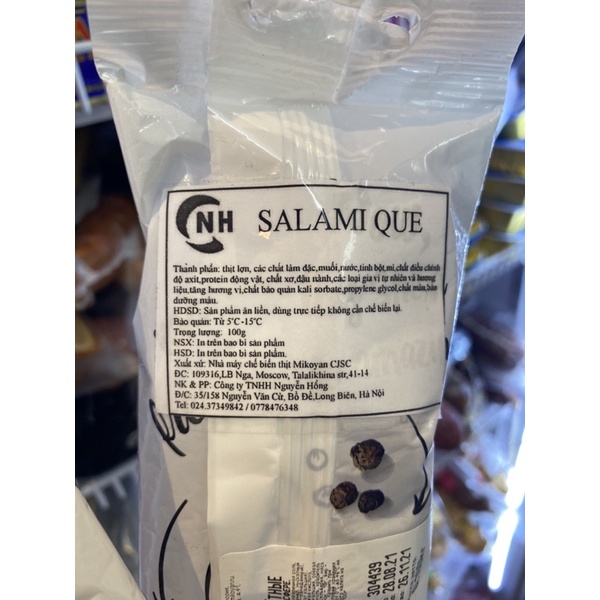 NH SALAMI QUE
Thành phần: thịt lợn, các chất làm đặc,muối,nước,tinh bột,mì,chất điều chỉnh
độ axit,protein động vật, chất xơ,đậu nành,các loại gia vị tự nhiên và hương
liệu,tăng hương vị,chất bảo quản kali sorbate,propylene glycol,chất màu,
dưỡng màu.
HDSD: Sản phẩm ăn liền, dùng trực tiếp không cần chế biến lại.
Bảo quản: Từ 5°C -15°C
Trọng lượng: 100g
NSX: In trên bao bì sản phẩm
HSD: In trên bao bì sản phẩm.
Xuất xứ: Nhà máy chế biến thịt Mikoyan CJSC
ĐC: 109316,LB Nga, Moscow, Talalikhina str,41-14
NK & PP: Công ty TNHH Nguyễn Hồng
Đ/C: 35/158 Nguyễn Văn Cừ, Bồ Đề,Long Biên, Hà Nội
Tel: 024.37349842 / 0778476348
304439
28.08.21
26.11.21